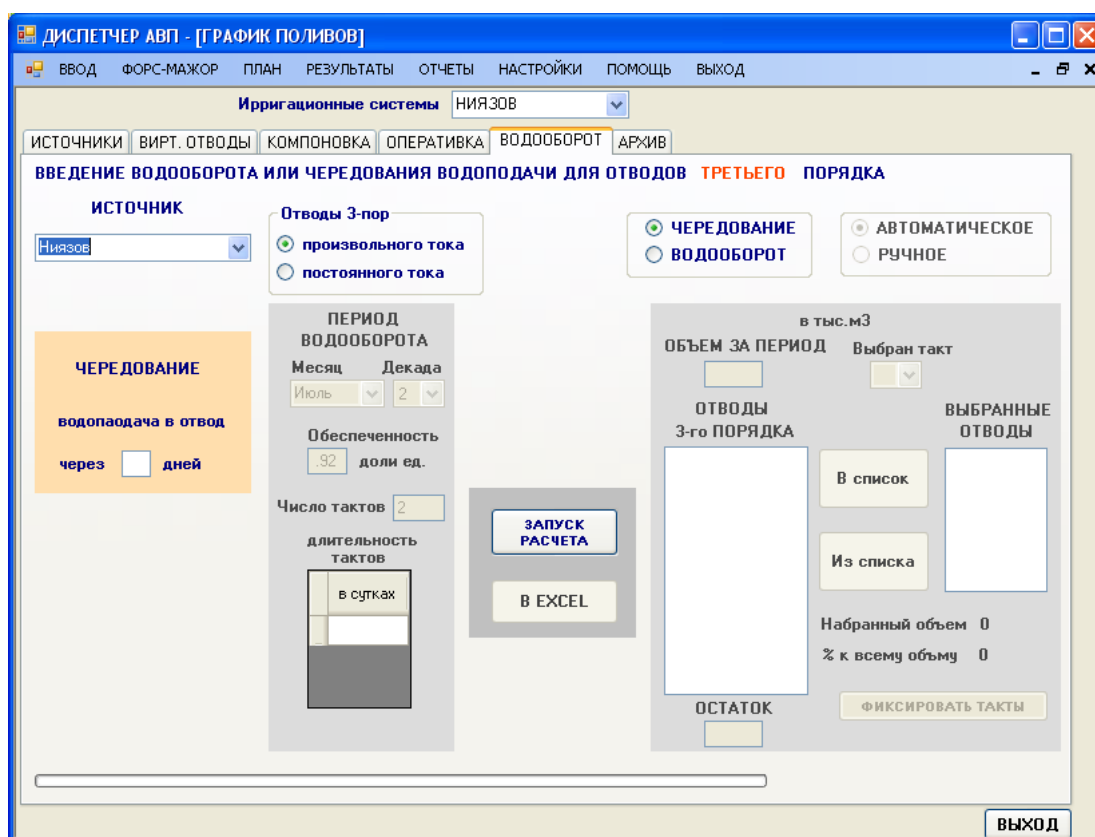 ДИСПЕТЧЕР АВП - [ГРАФИК ПОЛИВОВ]
ВВОД ФОРС-МАЖОР ПЛАН РЕЗУЛЬТАТЫ ОТЧЕТЫ НАСТРОЙКИ ПОМОЩЬ ВЫХОД
Ирригационные системы НИЯЗОВ
ИСТОЧНИКИ ВИРТ. ОТВОДЫ КОМПОНОВКА ОПЕРАТИВКА ВОДООБОРОТ АРХИВ
ВВЕДЕНИЕ ВОДООБОРОТА ИЛИ ЧЕРЕДОВАНИЯ ВОДОПОДАЧИ ДЛЯ ОТВОДОВ ТРЕТЬЕГО ПОРЯДКА
ИСТОЧНИК
Ниязов
Отводы 3-пор
произвольного тока
постоянного тока
ЧЕРЕДОВАНИЕ
ВОДООБОРОТ
АВТОМАТИЧЕСКОЕ
РУЧНОЕ
ЧЕРЕДОВАНИЕ
водопаодача в отвод
через дней
ПЕРИОД
ВОДООБОРОТА
Месяц Декада
Июль 2
Обеспеченность
.92 доли ед.
Число тактов 2
длительность
тактов
в сутках
ЗАПУСК
РАСЧЕТА
В EXCEL
в тыс.м3
ОБЪЕМ ЗА ПЕРИОД Выбран такт
ОТВОДЫ
3-го ПОРЯДКА
ВЫБРАННЫЕ
ОТВОДЫ
В список
Из списка
Набранный объем 0
% к всему объму 0
ОСТАТОК
ФИКСИРОВАТЬ ТАКТЫ
ВЫХОД